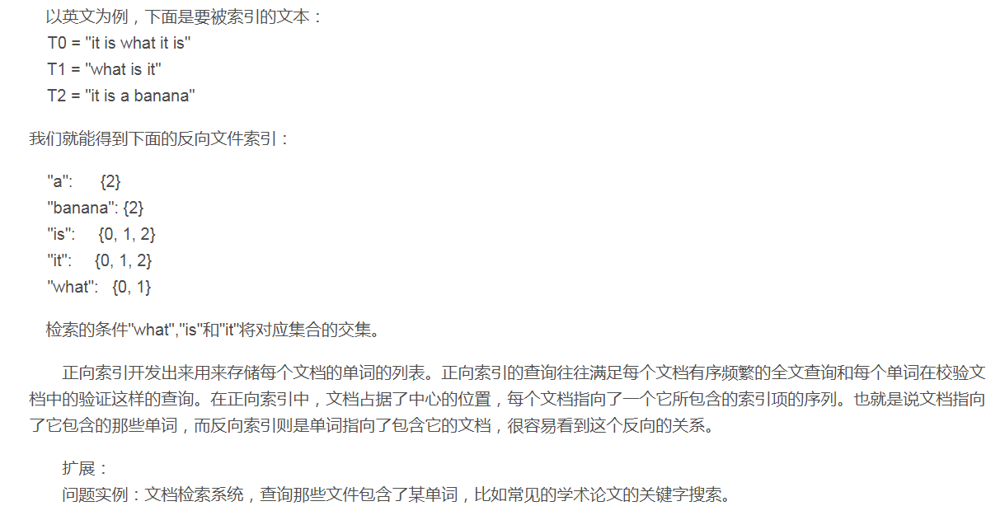 以英文为例，下面是要被索引的文本：
T0 = "it is what it is"
T1 = "what is it"
T2 = "it is a banana"
我们就能得到下面的反向文件索引：
"a": {2}
"banana": {2}
"is": {0, 1, 2}
"it": {0, 1, 2}
"what": {0, 1}
检索的条件"what","is"和"it"将对应集合的交集。
正向索引开发出来用来存储每个文档的单词的列表。正向索引的查询往往满足每个文档有序频繁的全文查询和每个单词在校验文
档中的验证这样的查询。在正向索引中，文档占据了中心的位置，每个文档指向了一个它所包含的索引项的序列。也就是说文档指向
了它包含的那些单词，而反向索引则是单词指向了包含它的文档，很容易看到这个反向的关系。
扩展：
问题实例：文档检索系统，查询那些文件包含了某单词，比如常见的学术论文的关键字搜索。